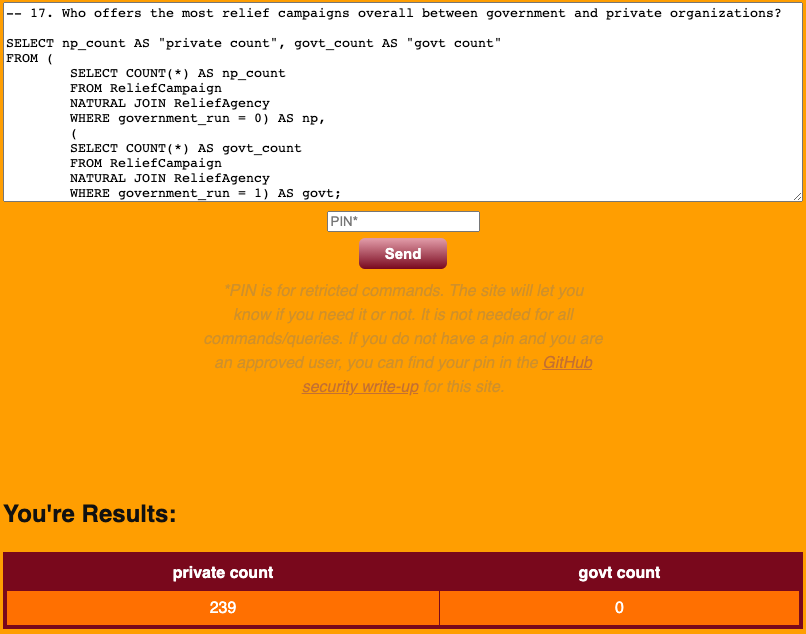 -- 17. Who offers the most relief campaigns overall between government and private organizations?
SELECT np_count AS "private count", govt_count AS "govt count"
FROM (
SELECT COUNT(*) AS np_count
FROM ReliefCampaign
NATURAL JOIN ReliefAgency
WHERE government_run = 0) AS np,
(
SELECT COUNT(*) AS govt_count
FROM ReliefCampaign
NATURAL JOIN ReliefAgency
WHERE government_run = 1) AS govt;
PIN*
Send
*PIN is for retricted commands. The site will let you
know if you need it or not. It is not needed for all
commands/queries. If you do not have a pin and you are
an approved user, you can find your pin in the GitHub
security write-up for this site.
You're Results:
private count govt count
239 0